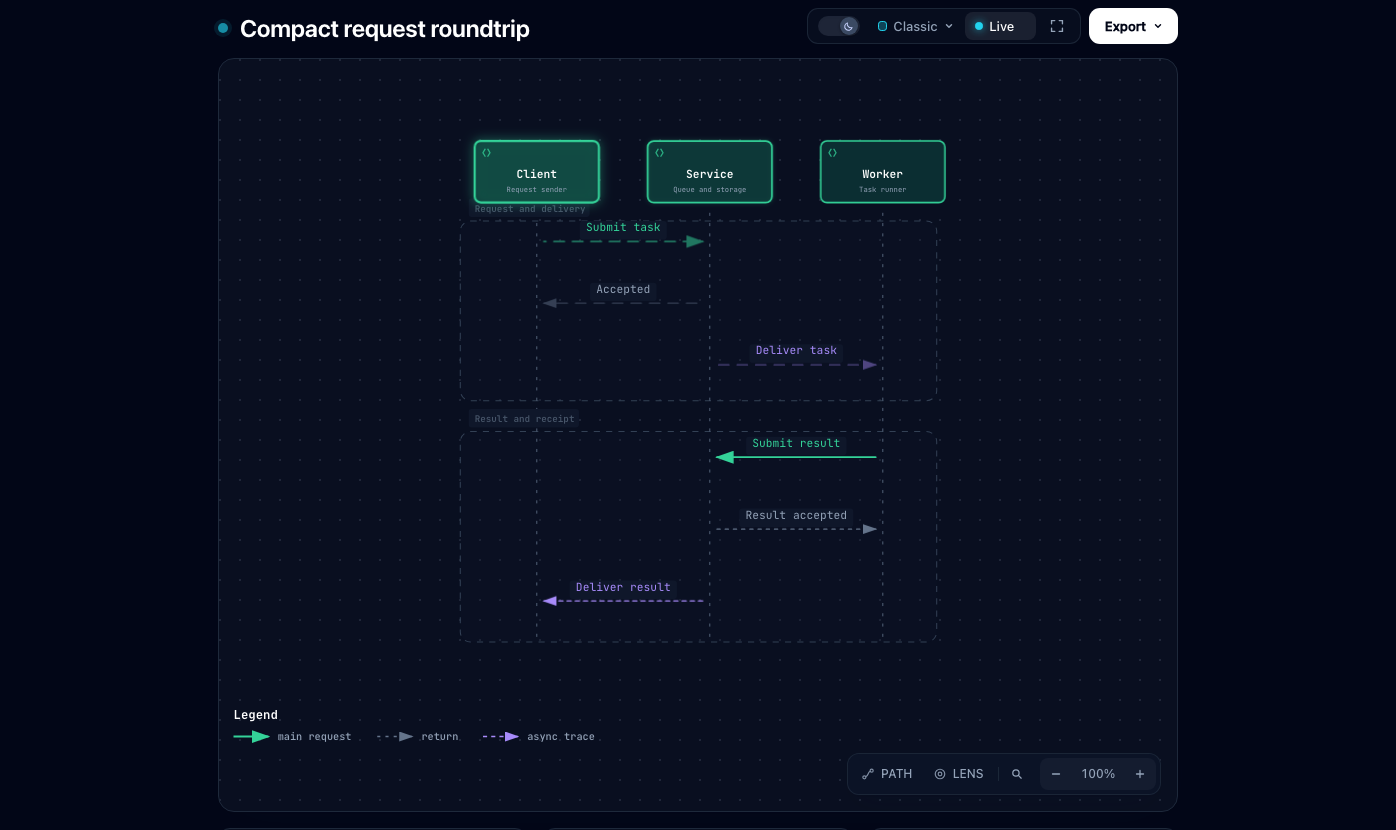 Compact request roundtrip
Classic
Live
Export
Client
Request sender
Service
Queue and storage
Worker
Task runner
Request and delivery
Submit task
Accepted
Deliver task
Result and receipt
Submit result
Result accepted
Deliver result
Legend
main request
return
async trace
PATH
LENS
100%